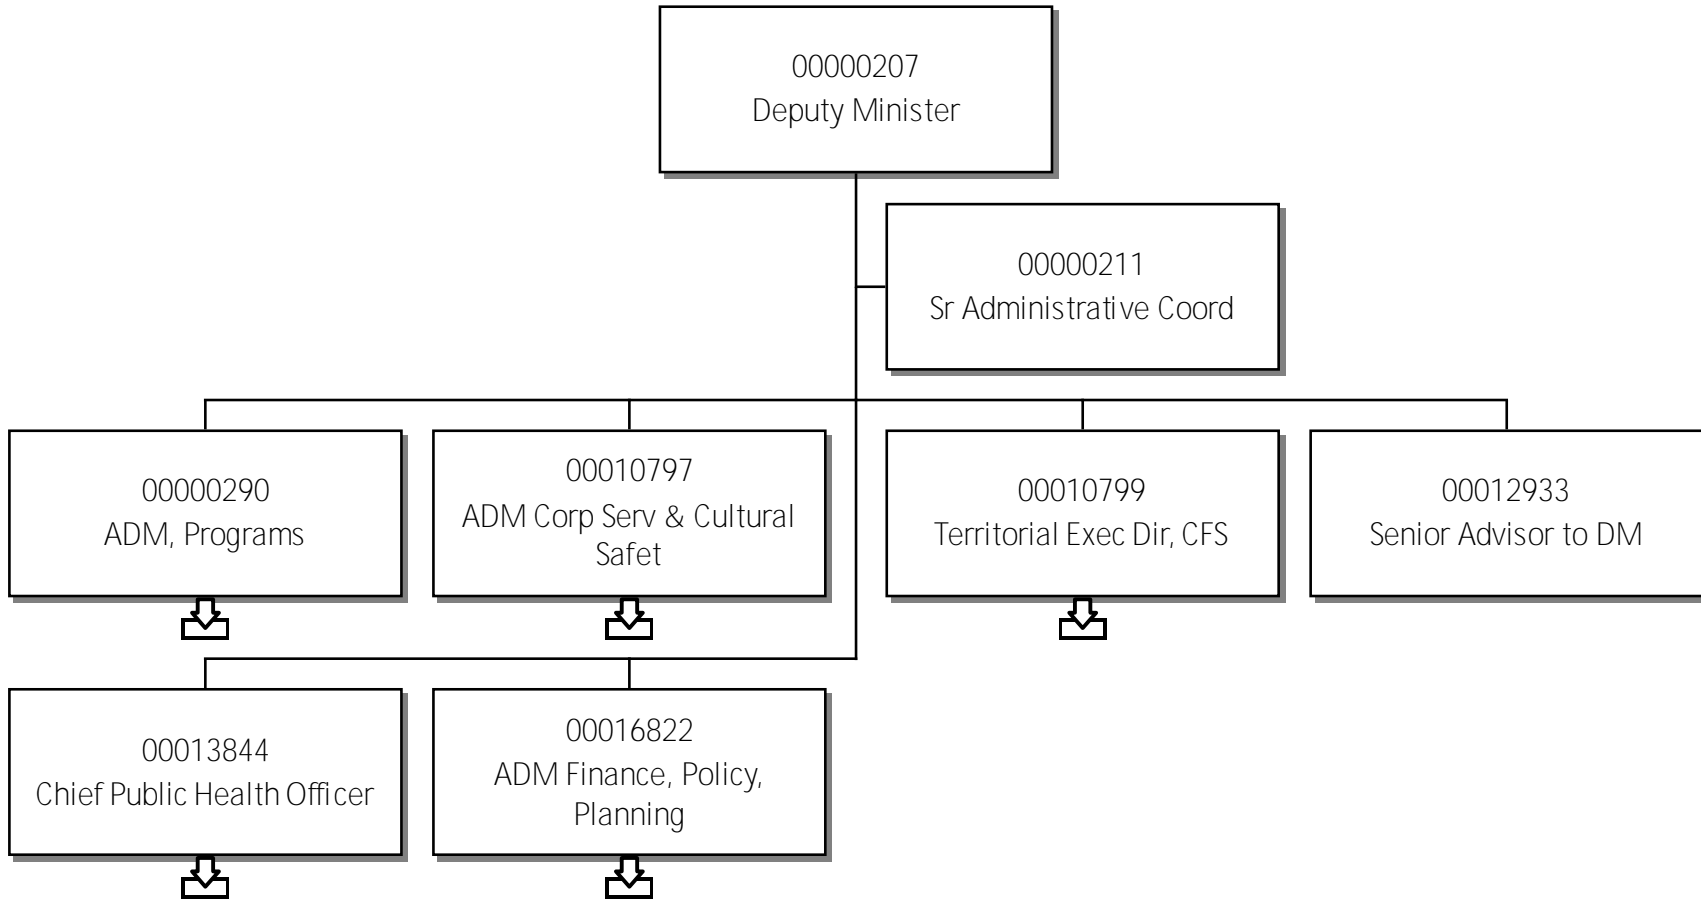 00000207
Deputy Minister
00000211
Sr Administrative Coord
00000290
ADM, Programs
00010797
ADM Corp Serv & Cultural
Safet
00010799
Territorial Exec Dir, CFS
00012933
Senior Advisor to DM
00013844
Chief Public Health Officer
00016822
ADM Finance, Policy,
Planning